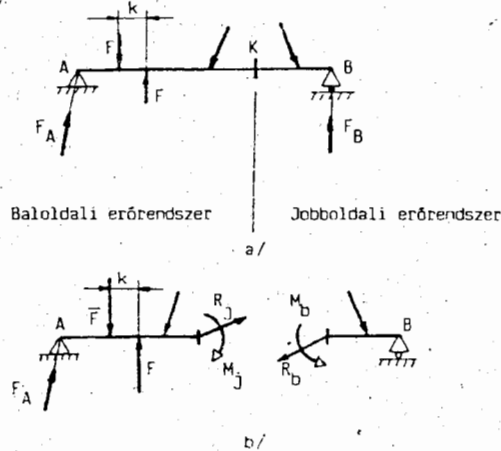 k
F
A
K
B
F
F_A
F_B
Baloldali erőrendszer
Jobboldali erőrendszer
a/
k
F̅
A
R_j
M_b
B
F_A
F
M_j
R_b
b/